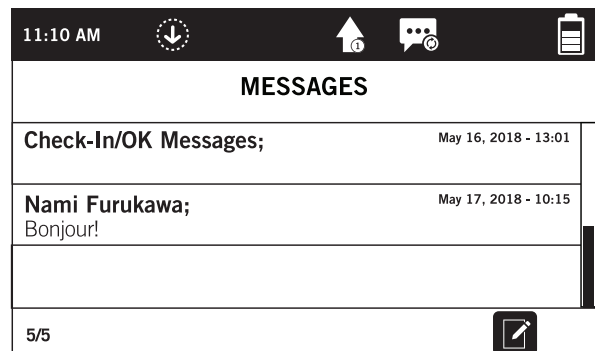 11:10 AM
1
MESSAGES
Check-In/OK Messages; May 16, 2018 - 13:01
Nami Furukawa; May 17, 2018 - 10:15
Bonjour!
5/5